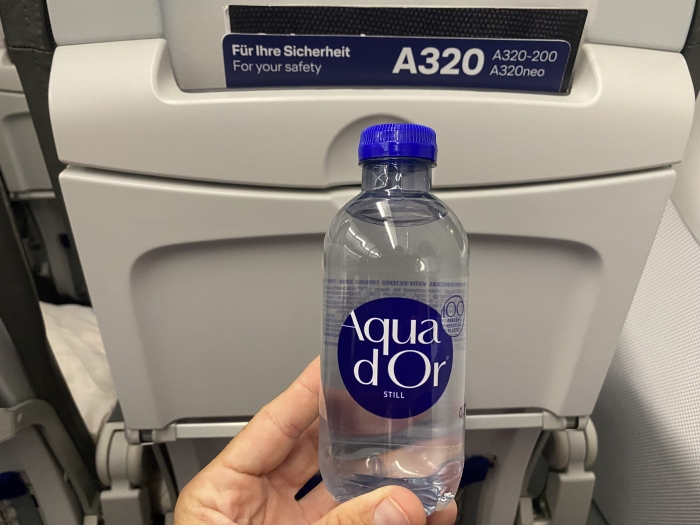 Für Ihre Sicherheit
For your safety
A320
A320-200
A320neo
Aqua
d'Or
STILL
100